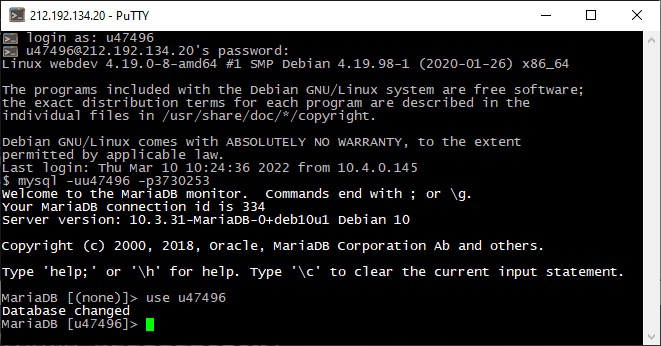 212.192.134.20 - PuTTY
login as: u47496
u47496@212.192.134.20's password:
Linux webdev 4.19.0-8-amd64 #1 SMP Debian 4.19.98-1 (2020-01-26) x86_64
The programs included with the Debian GNU/Linux system are free software;
the exact distribution terms for each program are described in the
individual files in /usr/share/doc/*/copyright.
Debian GNU/Linux comes with ABSOLUTELY NO WARRANTY, to the extent
permitted by applicable law.
Last login: Thu Mar 10 10:24:36 2022 from 10.4.0.145
$ mysql -uu47496 -p3730253
Welcome to the MariaDB monitor.  Commands end with ; or \g.
Your MariaDB connection id is 334
Server version: 10.3.31-MariaDB-0+deb10u1 Debian 10
Copyright (c) 2000, 2018, Oracle, MariaDB Corporation Ab and others.
Type 'help;' or '\h' for help. Type '\c' to clear the current input statement.
MariaDB [(none)]> use u47496
Database changed
MariaDB [u47496]>